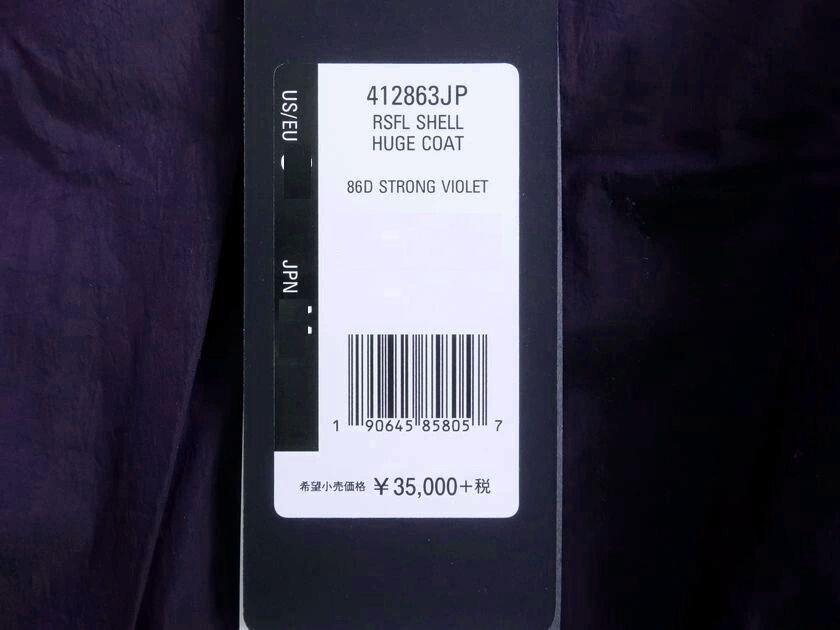 US/EU
JPN
412863JP
RSFL SHELL
HUGE COAT
86D STRONG VIOLET
1 90645 85805 7
希望小売価格 ¥35,000+税